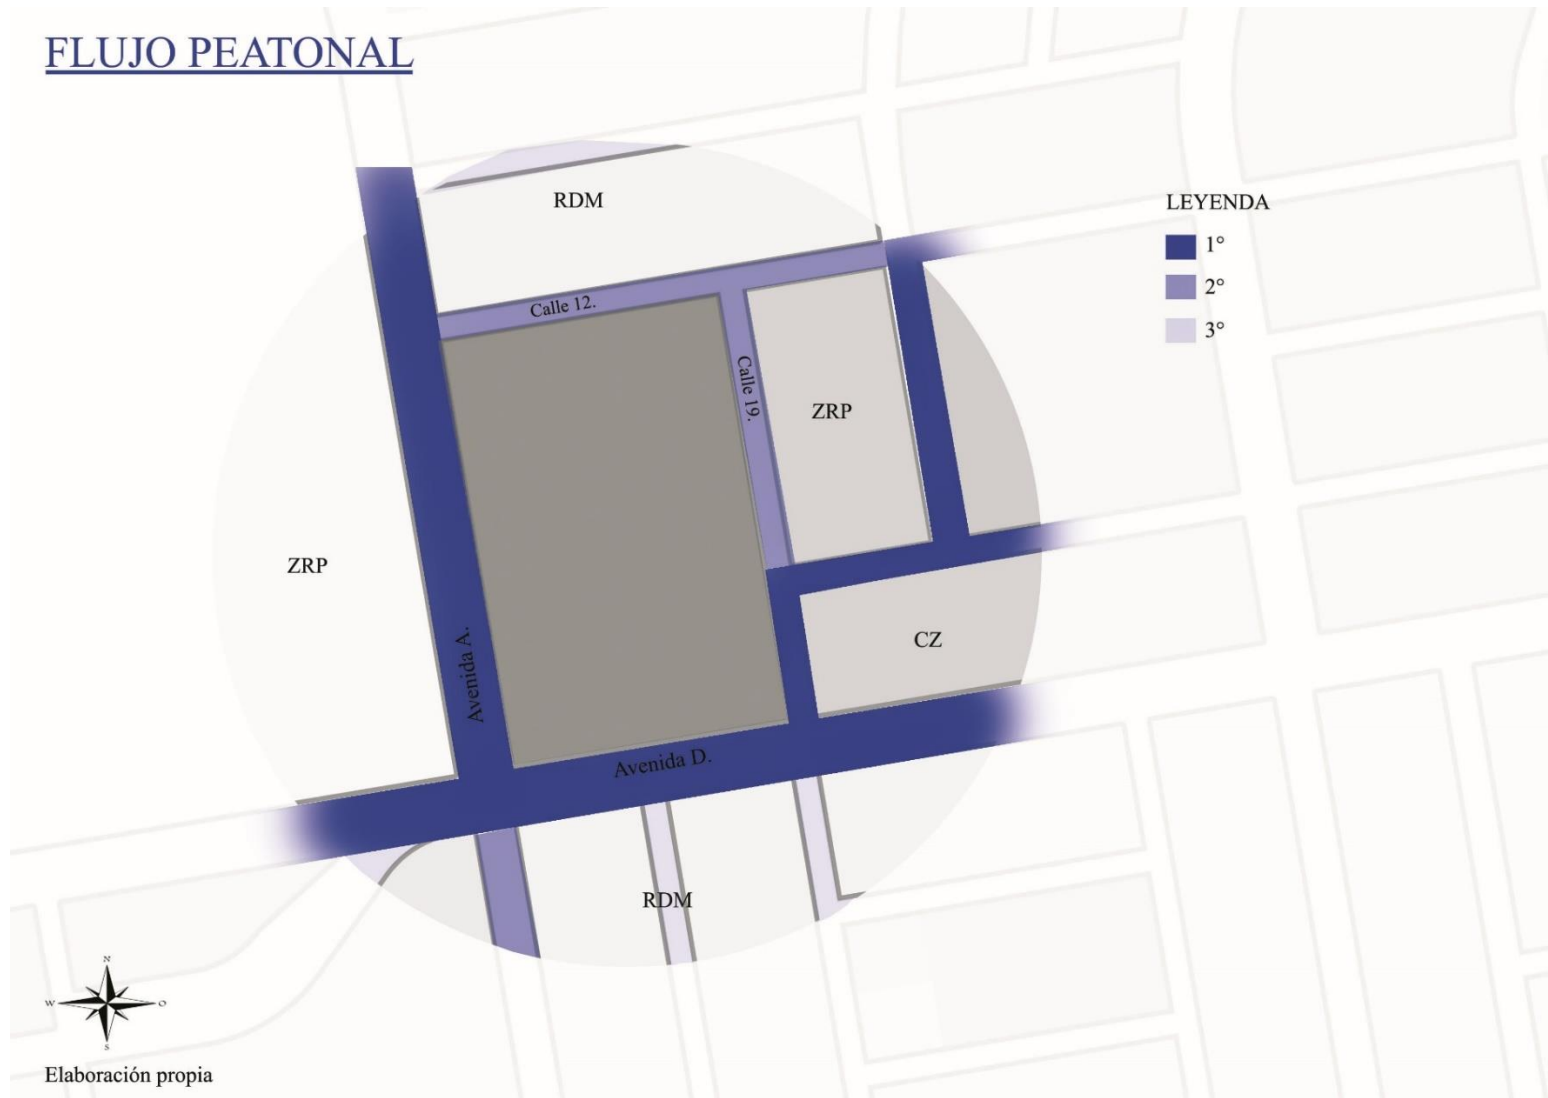 FLUJO PEATONAL
RDM
LEYENDA
1°
2°
3°
Calle 12.
Calle 19.
ZRP
ZRP
CZ
Avenida A.
Avenida D.
RDM
N
W
O
S
Elaboración propia